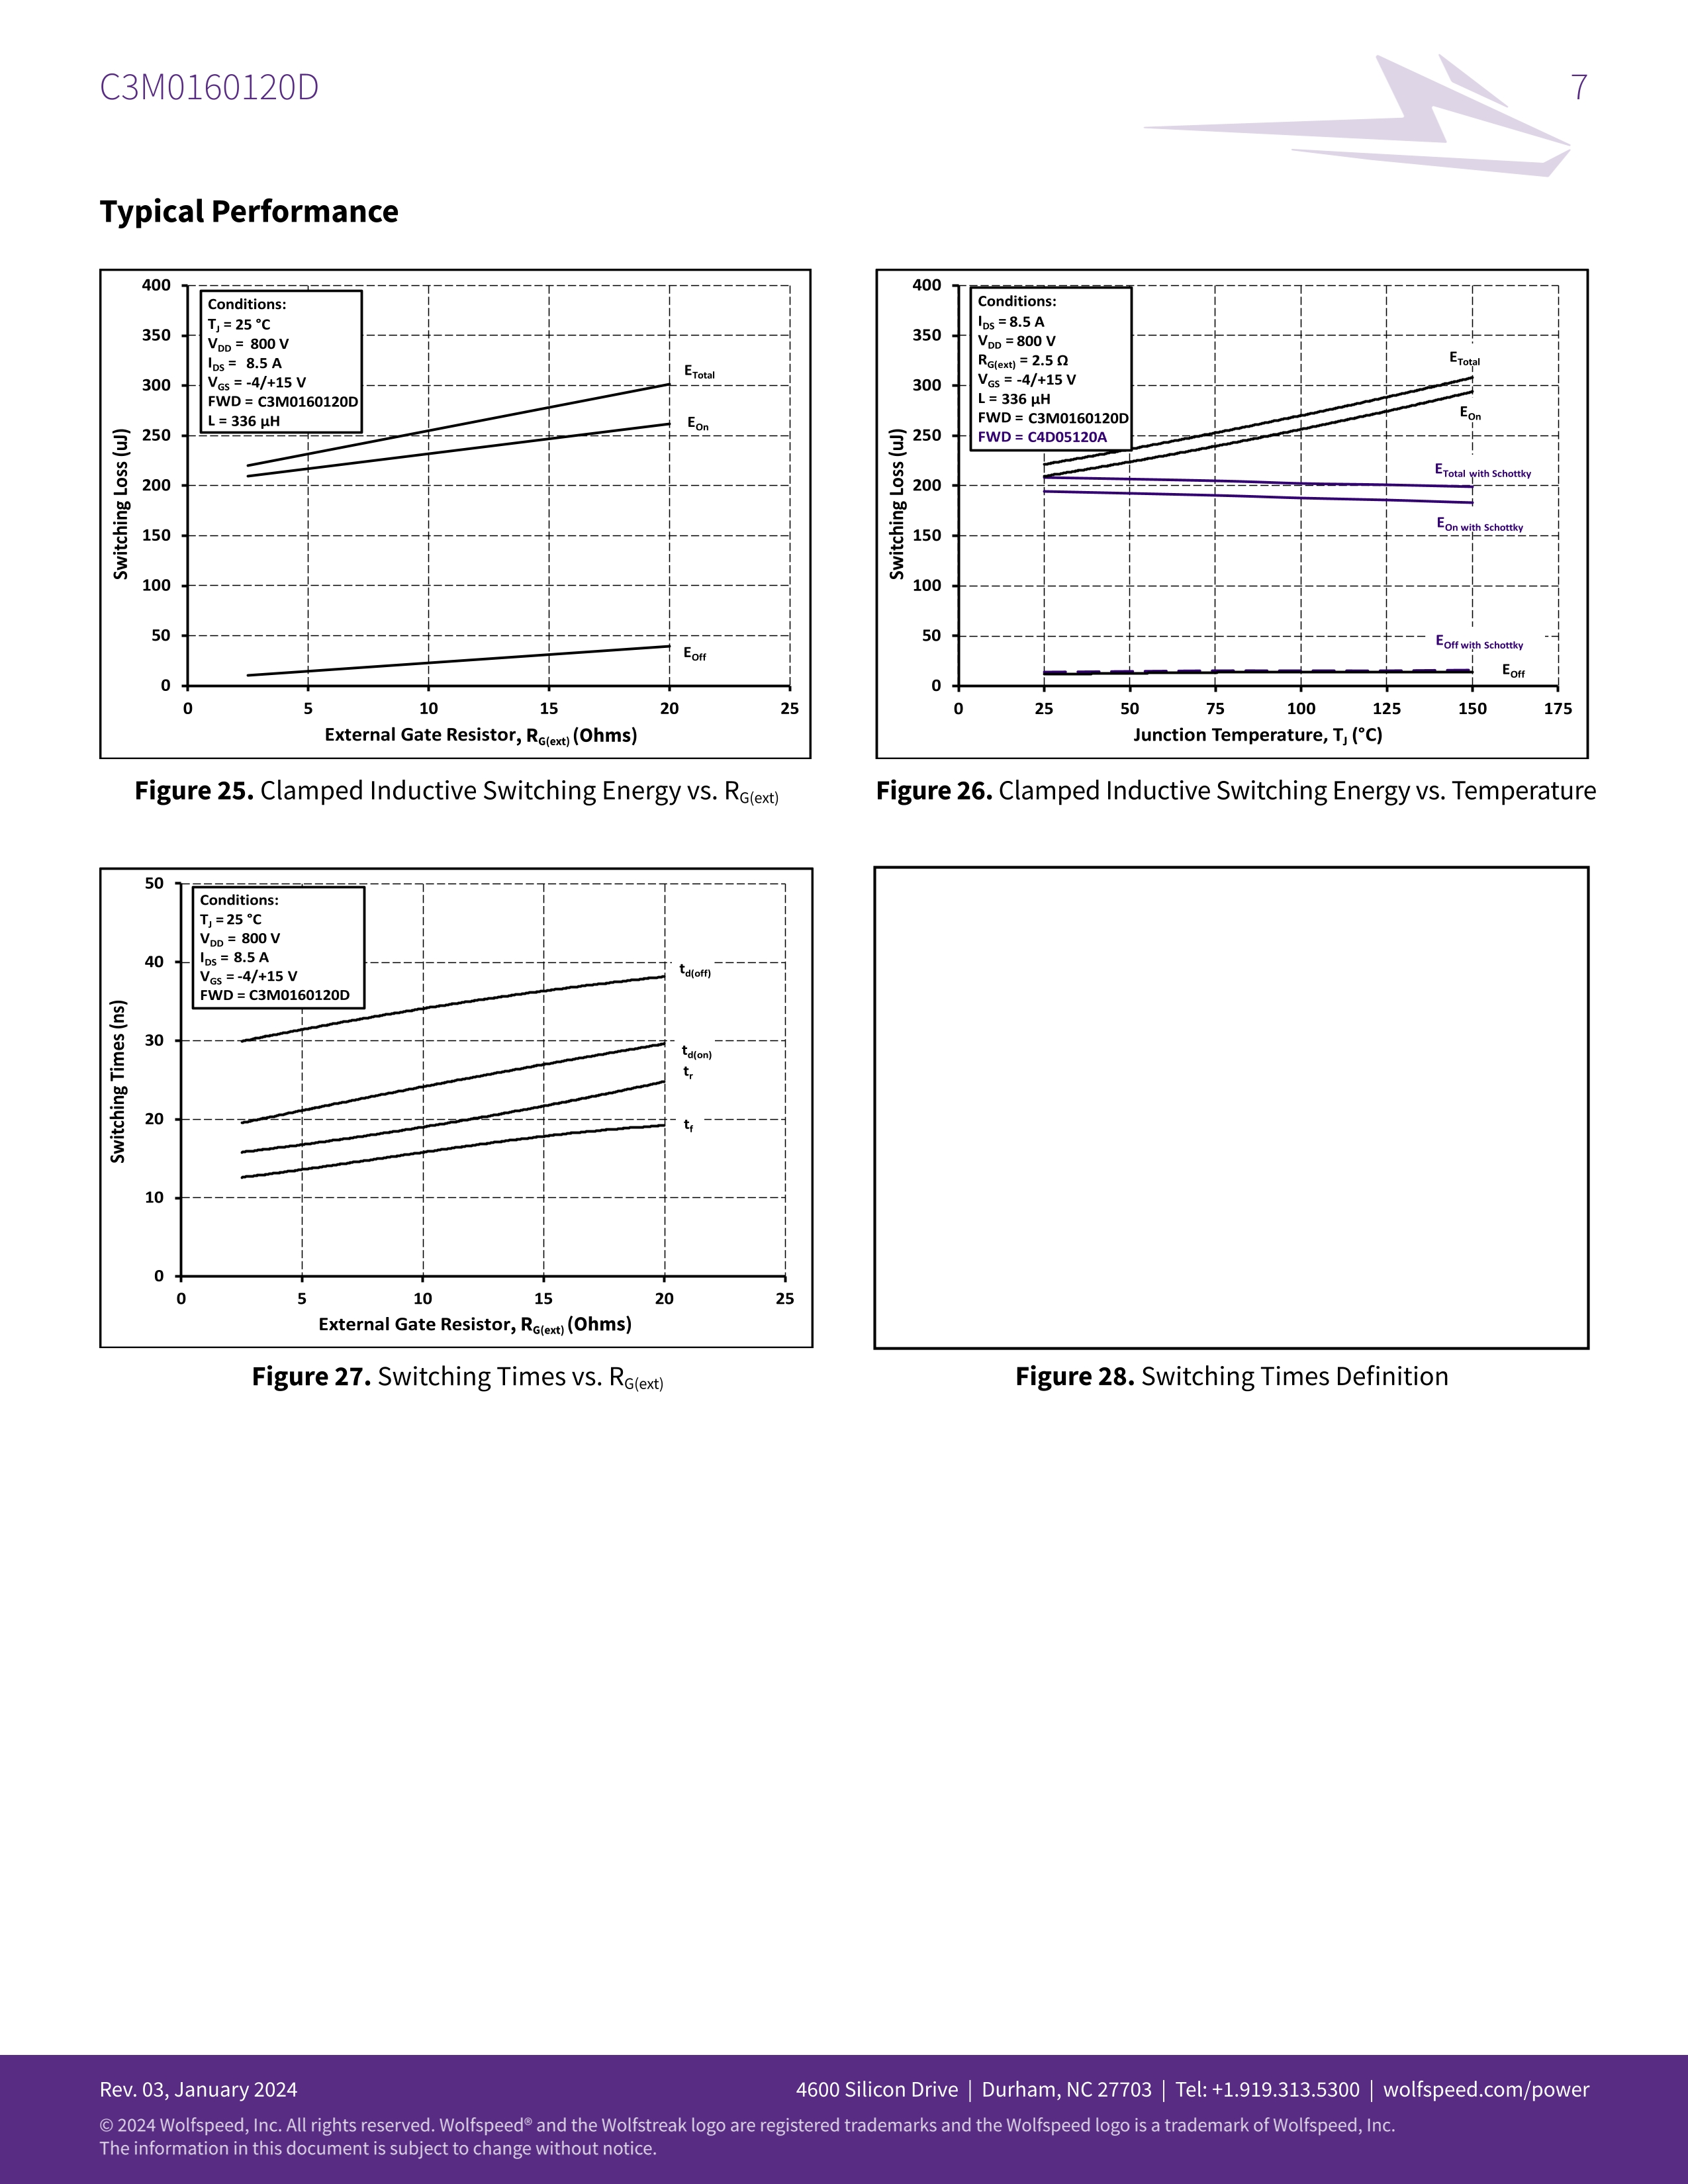 C3M0160120D
7
Typical Performance
400
350
300
250
200
150
100
50
0
0 5 10 15 20 25
Switching Loss (uJ)
External Gate Resistor, RG(ext) (Ohms)
Conditions:
TJ = 25 °C
VDD = 800 V
IDS = 8.5 A
VGS = -4/+15 V
FWD = C3M0160120D
L = 336 μH
ETotal
EOn
EOff
Figure 25. Clamped Inductive Switching Energy vs. RG(ext)
400
350
300
250
200
150
100
50
0
0 25 50 75 100 125 150 175
Switching Loss (uJ)
Junction Temperature, TJ (°C)
Conditions:
IDS = 8.5 A
VDD = 800 V
RG(ext) = 2.5 Ω
VGS = -4/+15 V
L = 336 μH
FWD = C3M0160120D
FWD = C4D05120A
ETotal
EOn
ETotal with Schottky
EOn with Schottky
EOff with Schottky
EOff
Figure 26. Clamped Inductive Switching Energy vs. Temperature
50
40
30
20
10
0
0 5 10 15 20 25
Switching Times (ns)
External Gate Resistor, RG(ext) (Ohms)
Conditions:
TJ = 25 °C
VDD = 800 V
IDS = 8.5 A
VGS = -4/+15 V
FWD = C3M0160120D
td(off)
td(on)
tr
tf
Figure 27. Switching Times vs. RG(ext)
Figure 28. Switching Times Definition
Rev. 03, January 2024
4600 Silicon Drive | Durham, NC 27703 | Tel: +1.919.313.5300 | wolfspeed.com/power
© 2024 Wolfspeed, Inc. All rights reserved. Wolfspeed® and the Wolfstreak logo are registered trademarks and the Wolfspeed logo is a trademark of Wolfspeed, Inc.
The information in this document is subject to change without notice.